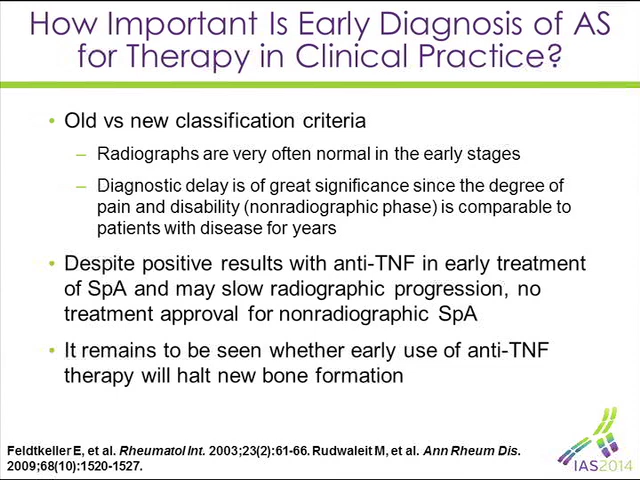 How Important Is Early Diagnosis of AS
for Therapy in Clinical Practice?
• Old vs new classification criteria
– Radiographs are very often normal in the early stages
– Diagnostic delay is of great significance since the degree of
pain and disability (nonradiographic phase) is comparable to
patients with disease for years
• Despite positive results with anti-TNF in early treatment
of SpA and may slow radiographic progression, no
treatment approval for nonradiographic SpA
• It remains to be seen whether early use of anti-TNF
therapy will halt new bone formation
Feldtkeller E, et al. Rheumatol Int. 2003;23(2):61-66. Rudwaleit M, et al. Ann Rheum Dis.
2009;68(10):1520-1527.
IAS2014